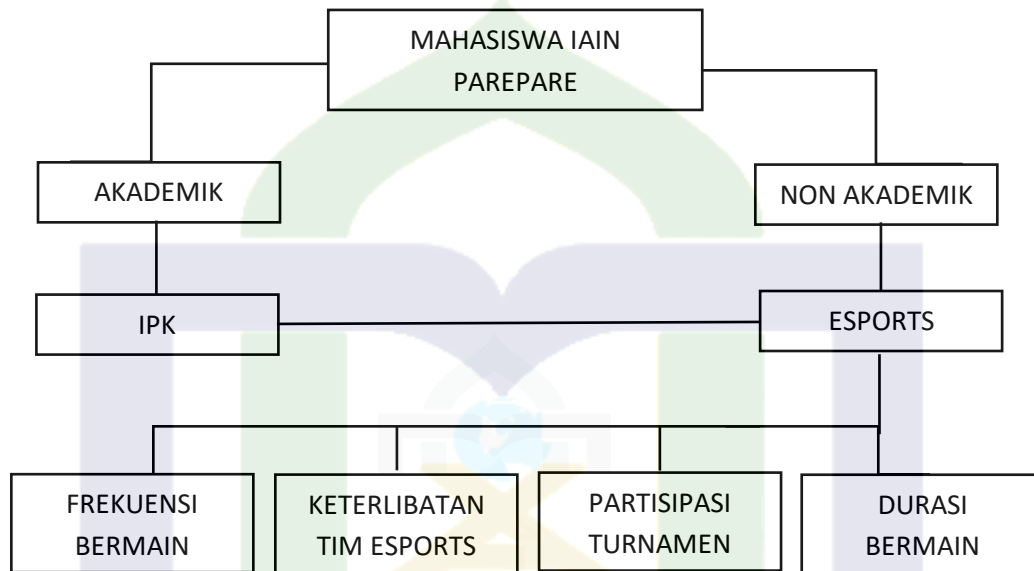 MAHASISWA IAIN
PAREPARE
AKADEMIK
NON AKADEMIK
IPK
ESPORTS
FREKUENSI
BERMAIN
KETERLIBATAN
TIM ESPORTS
PARTISIPASI
TURNAMEN
DURASI
BERMAIN